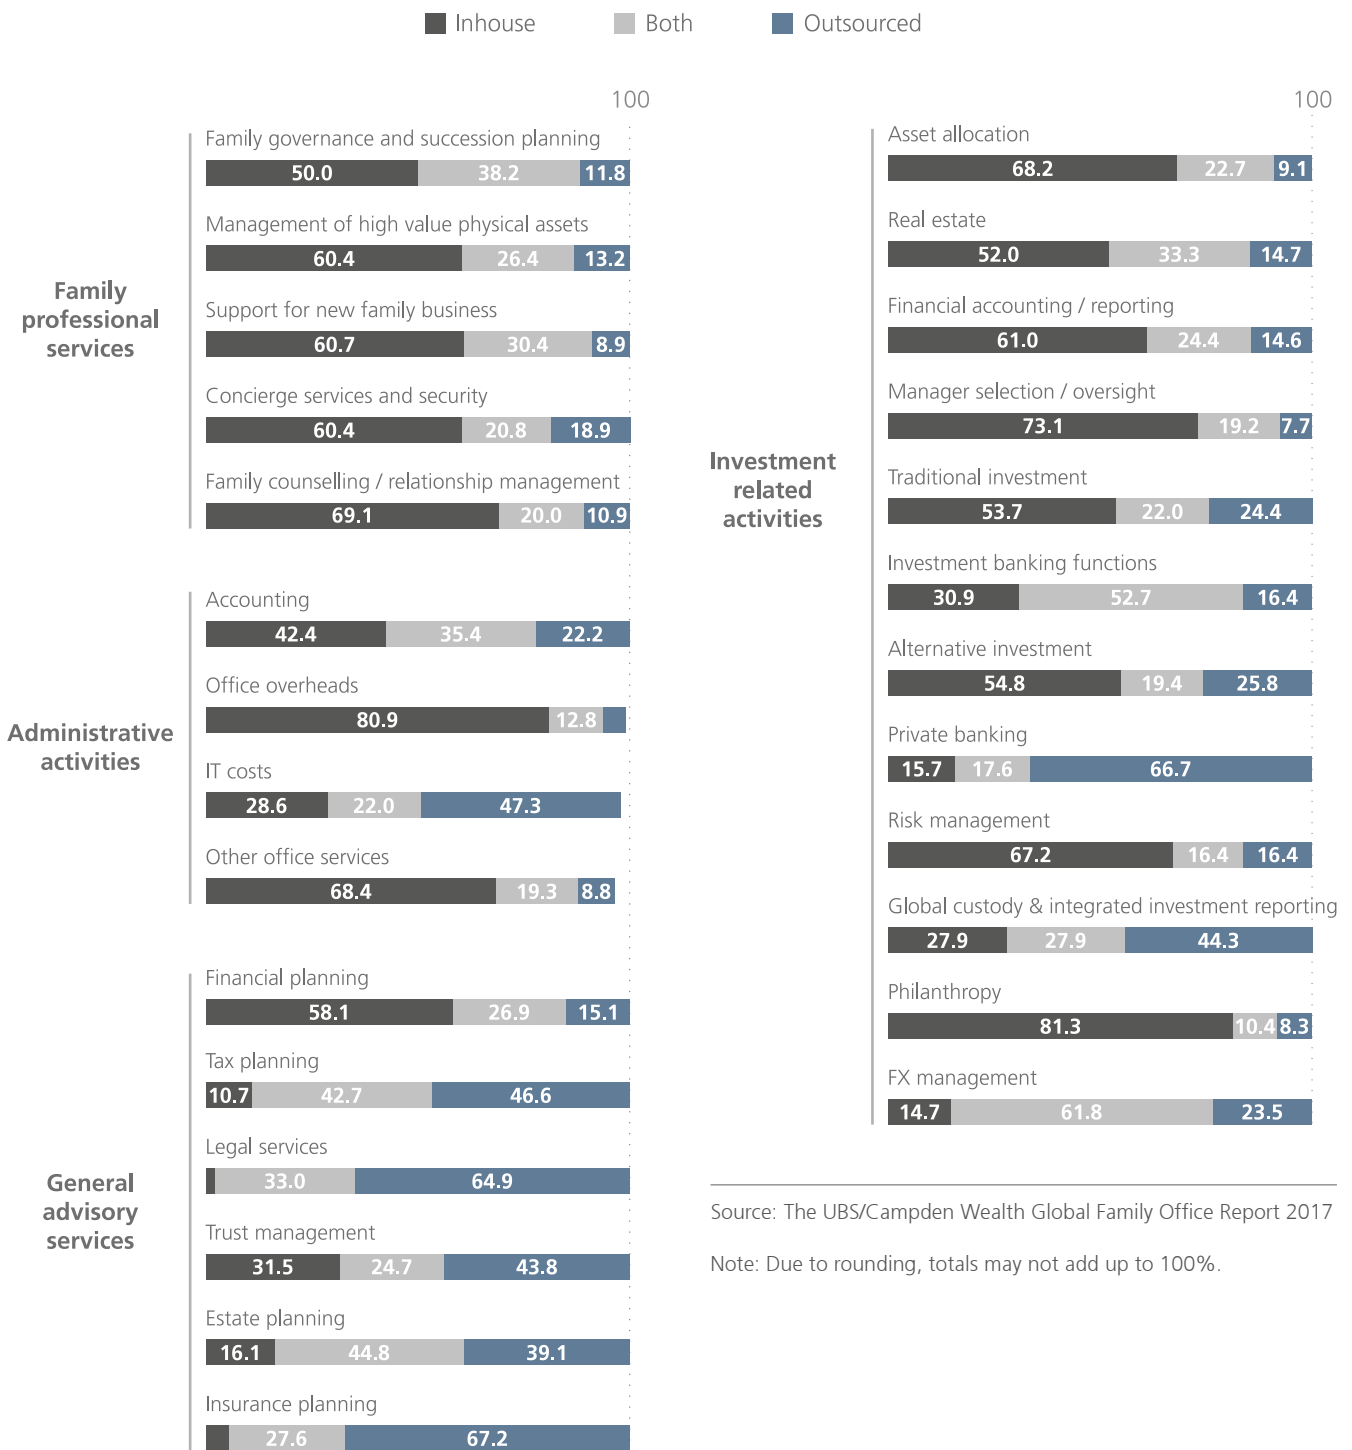 Inhouse Both Outsourced
100
Family
professional
services
Family governance and succession planning
50.0 38.2 11.8
Management of high value physical assets
60.4 26.4 13.2
Support for new family business
60.7 30.4 8.9
Concierge services and security
60.4 20.8 18.9
Family counselling / relationship management
69.1 20.0 10.9
Administrative
activities
Accounting
42.4 35.4 22.2
Office overheads
80.9 12.8
IT costs
28.6 22.0 47.3
Other office services
68.4 19.3 8.8
General
advisory
services
Financial planning
58.1 26.9 15.1
Tax planning
10.7 42.7 46.6
Legal services
33.0 64.9
Trust management
31.5 24.7 43.8
Estate planning
16.1 44.8 39.1
Insurance planning
27.6 67.2
100
Investment
related
activities
Asset allocation
68.2 22.7 9.1
Real estate
52.0 33.3 14.7
Financial accounting / reporting
61.0 24.4 14.6
Manager selection / oversight
73.1 19.2 7.7
Traditional investment
53.7 22.0 24.4
Investment banking functions
30.9 52.7 16.4
Alternative investment
54.8 19.4 25.8
Private banking
15.7 17.6 66.7
Risk management
67.2 16.4 16.4
Global custody & integrated investment reporting
27.9 27.9 44.3
Philanthropy
81.3 10.4 8.3
FX management
14.7 61.8 23.5
Source: The UBS/Campden Wealth Global Family Office Report 2017
Note: Due to rounding, totals may not add up to 100%.